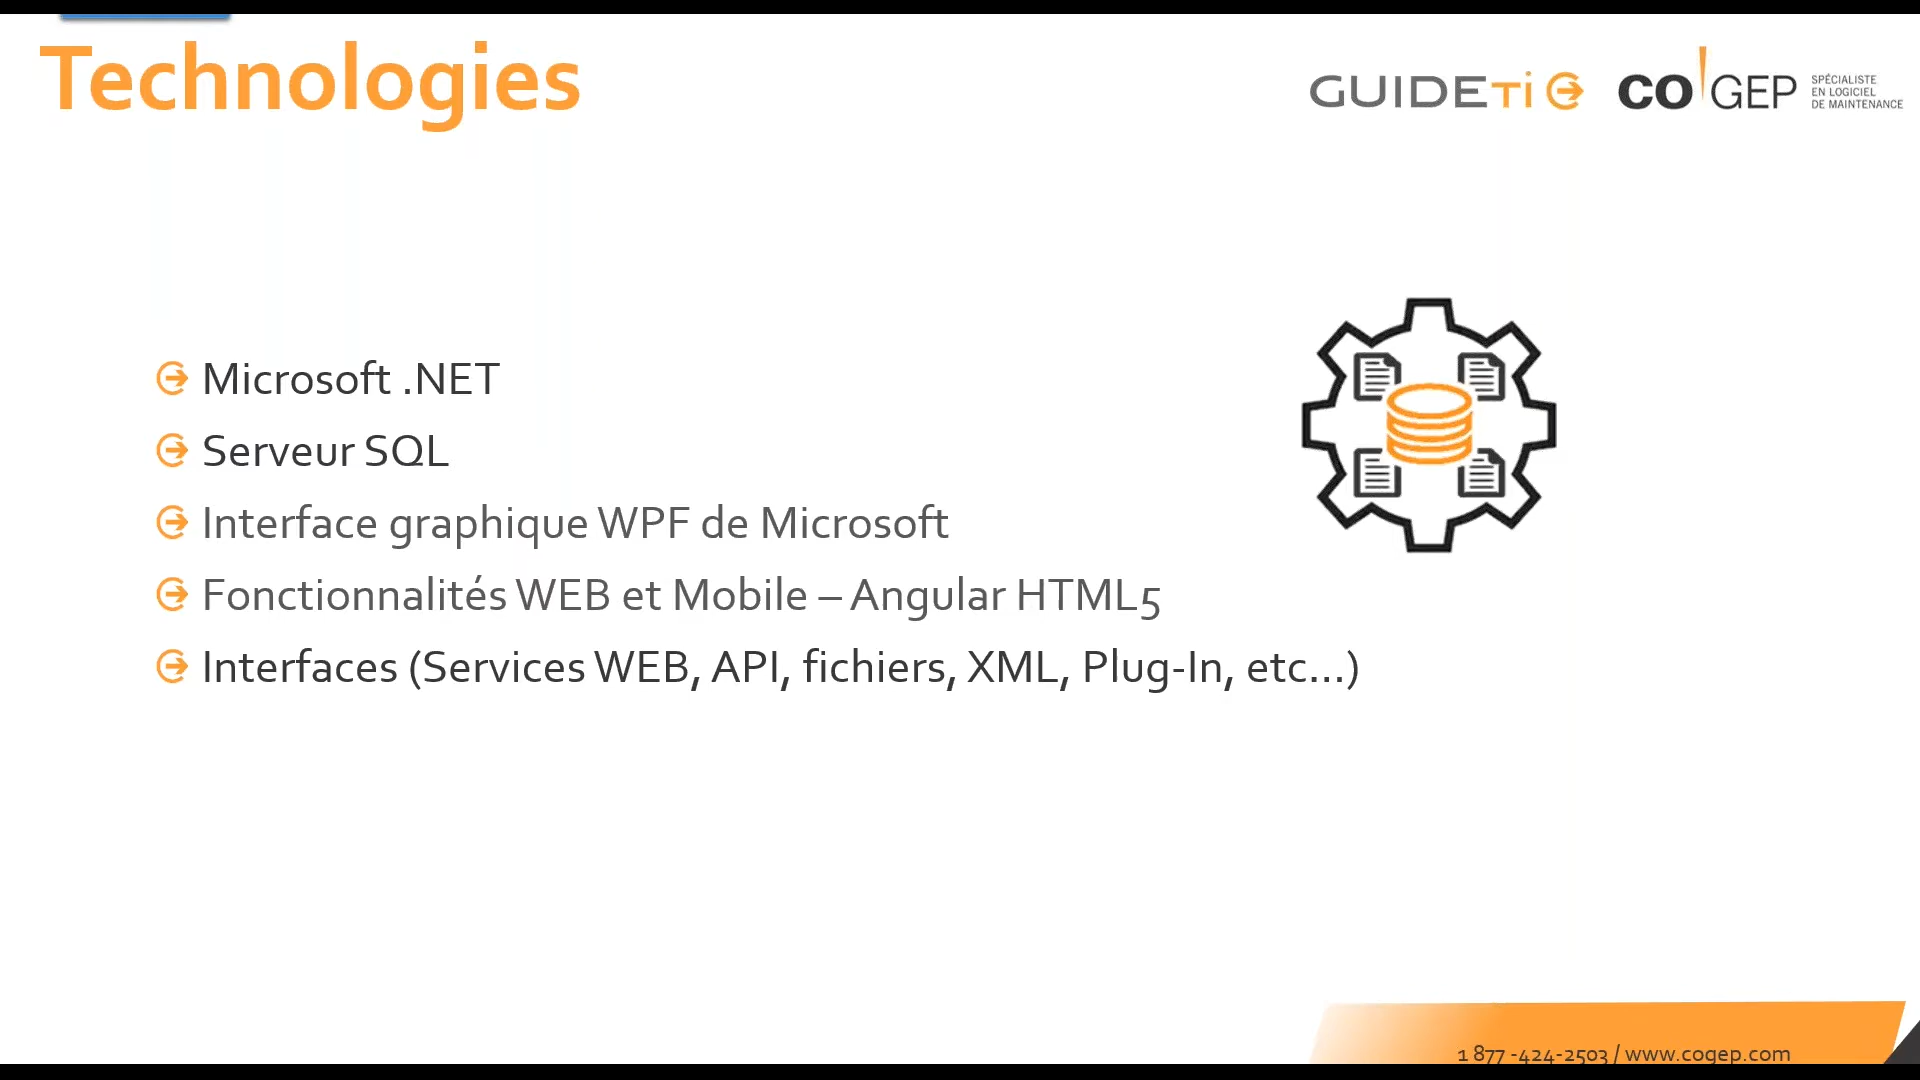 Technologies
GUIDETi
CO!GEP
SPÉCIALISTE
EN LOGICIEL
DE MAINTENANCE
Microsoft .NET
Serveur SQL
Interface graphique WPF de Microsoft
Fonctionnalités WEB et Mobile – Angular HTML5
Interfaces (Services WEB, API, fichiers, XML, Plug-In, etc…)
1 877 -424-2503 / www.cogep.com